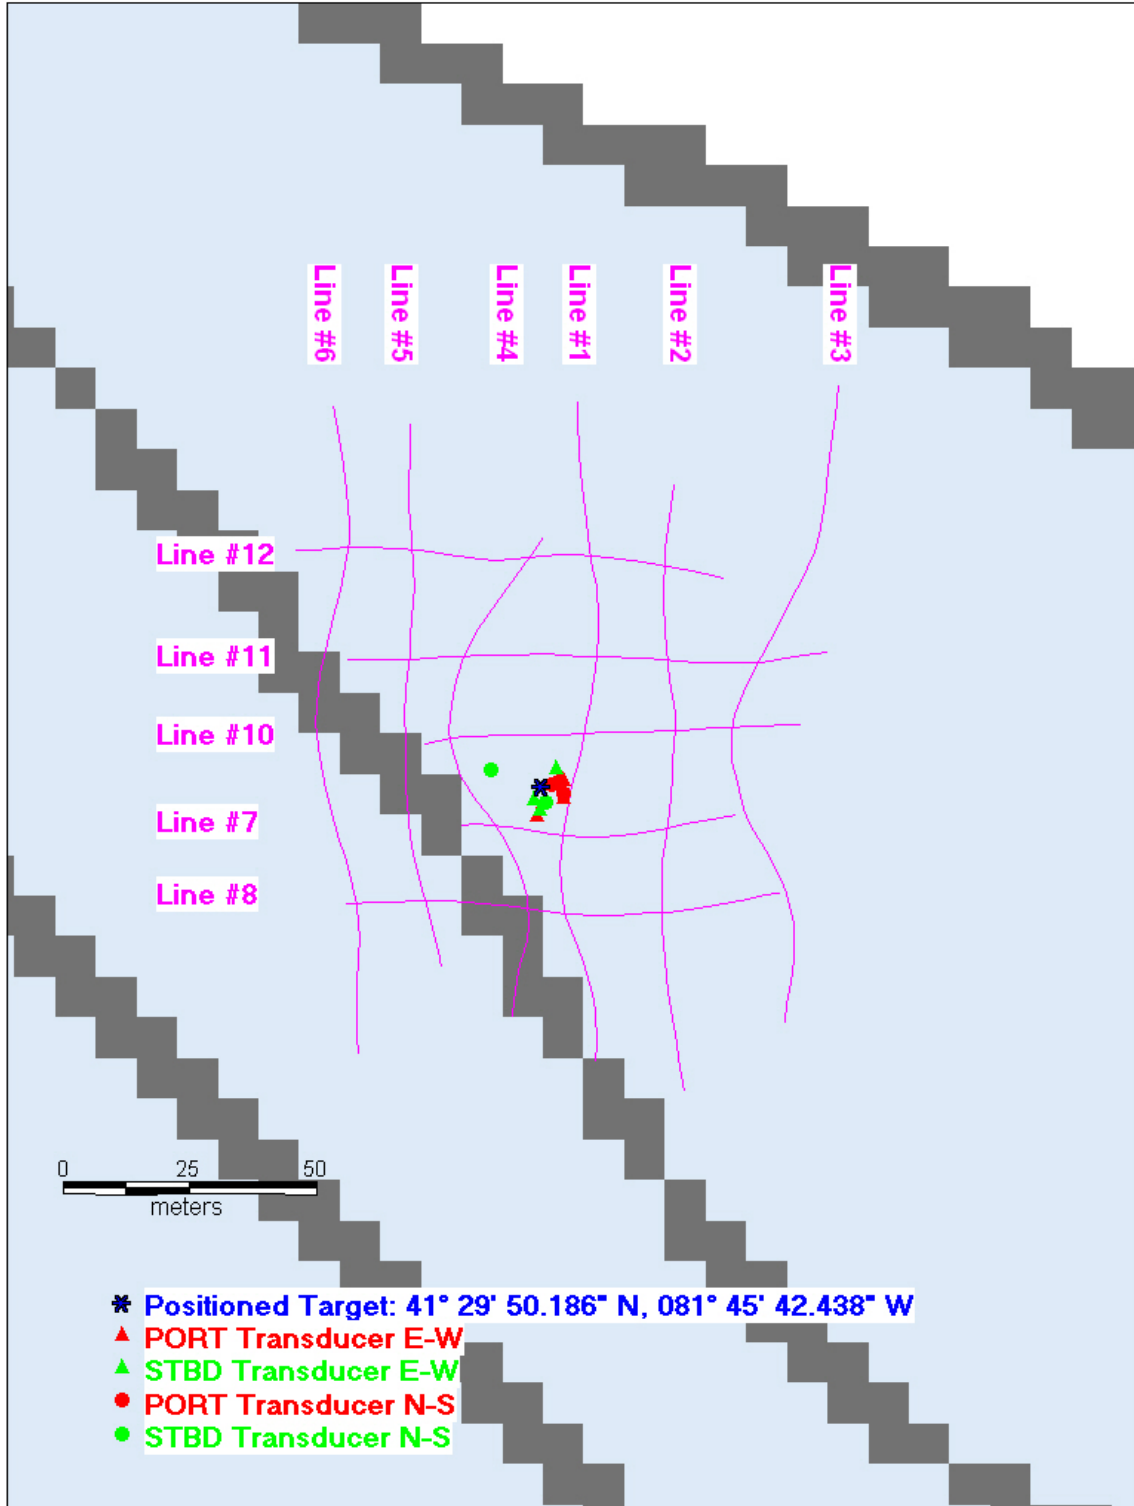 Line #6
Line #5
Line #4
Line #1
Line #2
Line #3
Line #12
Line #11
Line #10
Line #7
Line #8
0 25 50
meters
Positioned Target: 41° 29' 50.186" N, 081° 45' 42.438" W
PORT Transducer E-W
STBD Transducer E-W
PORT Transducer N-S
STBD Transducer N-S